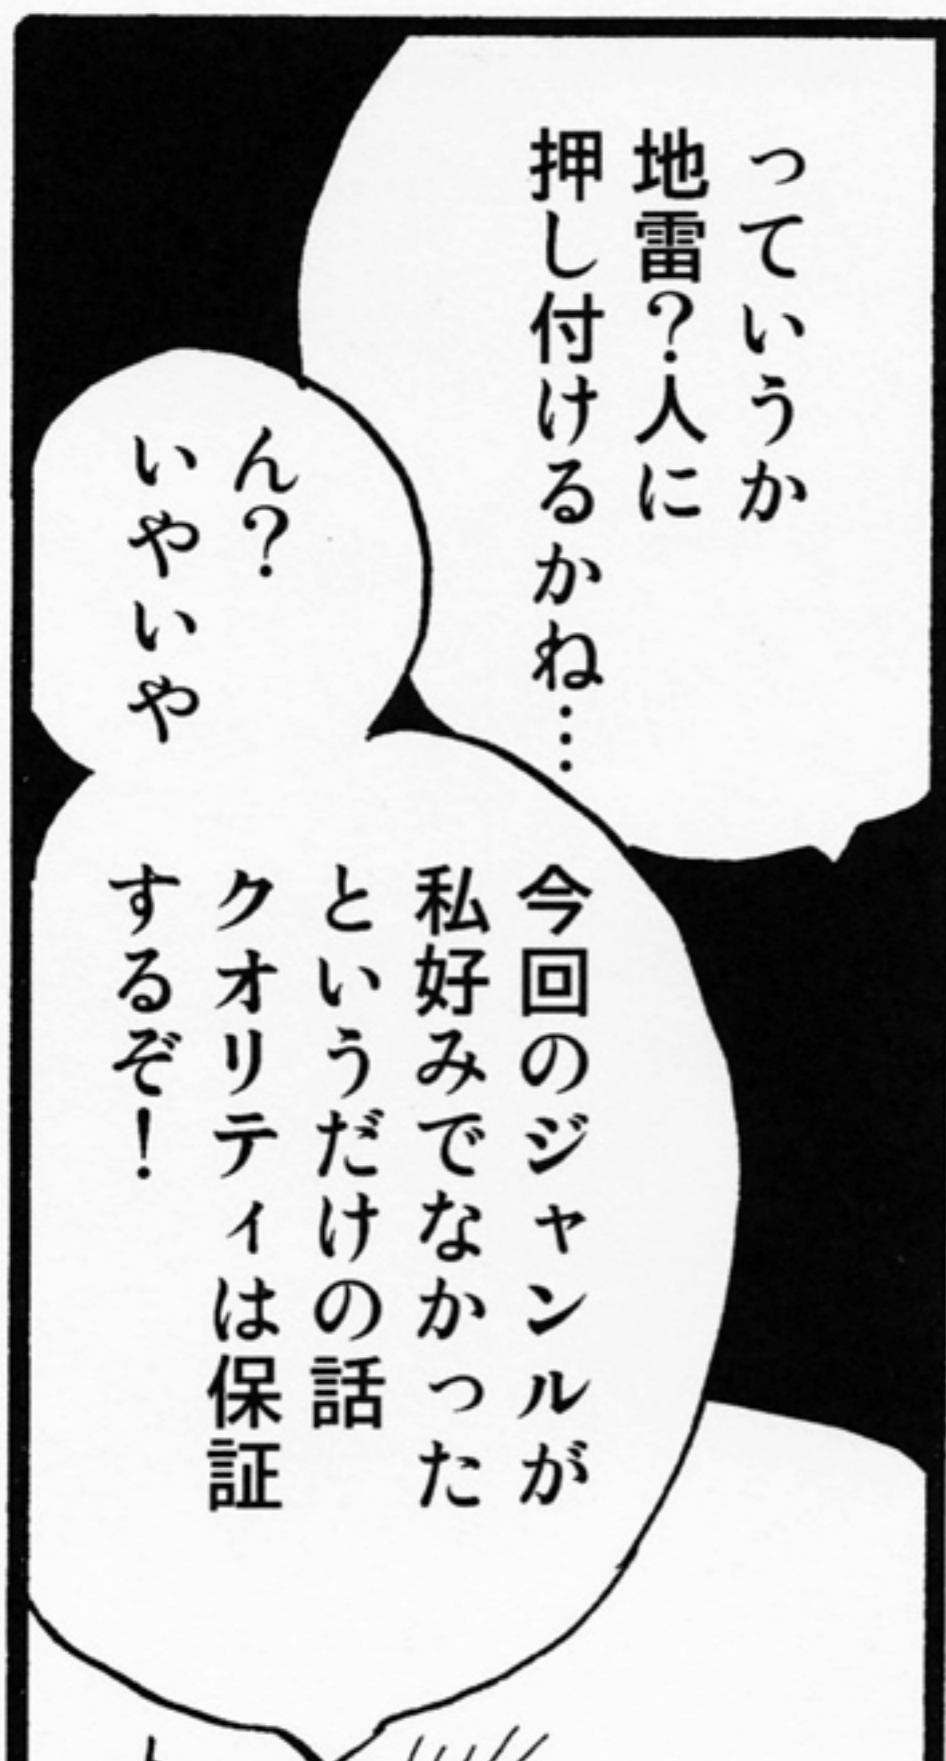 っていうか
地雷？人に
押し付けるかね…
ん？
いやいや
今回のジャンルが
私好みでなかった
というだけの話
クオリティは保証
するぞ！